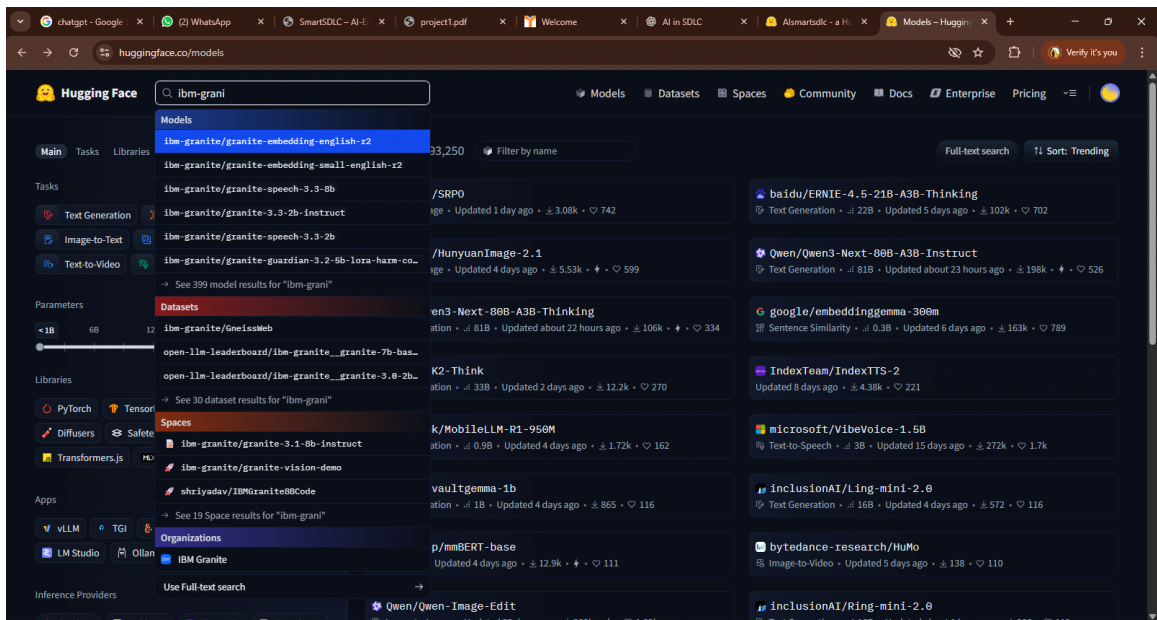 chatgpt - Google
(2) WhatsApp
SmartSDLC – AI-E
project1.pdf
Welcome
AI in SDLC
AIsmartsdlc - a Hu
Models – Hugging
huggingface.co/models
Verify it's you
Hugging Face
ibm-grani
Models
Datasets
Spaces
Community
Docs
Enterprise
Pricing
Main
Tasks
Libraries
Models
ibm-granite/granite-embedding-english-r2
ibm-granite/granite-embedding-small-english-r2
ibm-granite/granite-speech-3.3-8b
ibm-granite/granite-3.3-2b-instruct
ibm-granite/granite-speech-3.3-2b
ibm-granite/granite-guardian-3.2-5b-lora-harm-co…
→ See 399 model results for "ibm-grani"
Datasets
ibm-granite/GneissWeb
open-llm-leaderboard/ibm-granite__granite-7b-bas…
open-llm-leaderboard/ibm-granite__granite-3.0-2b…
→ See 30 dataset results for "ibm-grani"
Spaces
ibm-granite/granite-3.1-8b-instruct
ibm-granite/granite-vision-demo
shriyadav/IBMGranite8BCode
→ See 19 Space results for "ibm-grani"
Organizations
IBM Granite
Use Full-text search →
Tasks
Text Generation
Image-to-Text
Text-to-Video
Parameters
<1B
6B
12
Libraries
PyTorch
Tensor
Diffusers
Safete
Transformers.js
Apps
vLLM
TGI
LM Studio
Ollan
Inference Providers
93,250
Filter by name
Full-text search
Sort: Trending
/SRPO
age • Updated 1 day ago • 3.08k • 742
baidu/ERNIE-4.5-21B-A3B-Thinking
Text Generation • 22B • Updated 5 days ago • 102k • 702
/HunyuanImage-2.1
age • Updated 4 days ago • 5.53k • 599
Qwen/Qwen3-Next-80B-A3B-Instruct
Text Generation • 81B • Updated about 23 hours ago • 198k • 526
en3-Next-80B-A3B-Thinking
ation • 81B • Updated about 22 hours ago • 106k • 334
google/embeddinggemma-300m
Sentence Similarity • 0.3B • Updated 6 days ago • 163k • 789
K2-Think
ation • 33B • Updated 2 days ago • 12.2k • 270
IndexTeam/IndexTTS-2
Updated 8 days ago • 4.38k • 221
k/MobileLLM-R1-950M
ation • 0.9B • Updated 4 days ago • 1.72k • 162
microsoft/VibeVoice-1.5B
Text-to-Speech • 3B • Updated 15 days ago • 272k • 1.7k
vaultgemma-1b
ation • 1B • Updated 4 days ago • 865 • 116
inclusionAI/Ling-mini-2.0
Text Generation • 16B • Updated 4 days ago • 572 • 116
p/mmBERT-base
Updated 4 days ago • 12.9k • 111
bytedance-research/HuMo
Image-to-Video • Updated 5 days ago • 138 • 110
Qwen/Qwen-Image-Edit
inclusionAI/Ring-mini-2.0